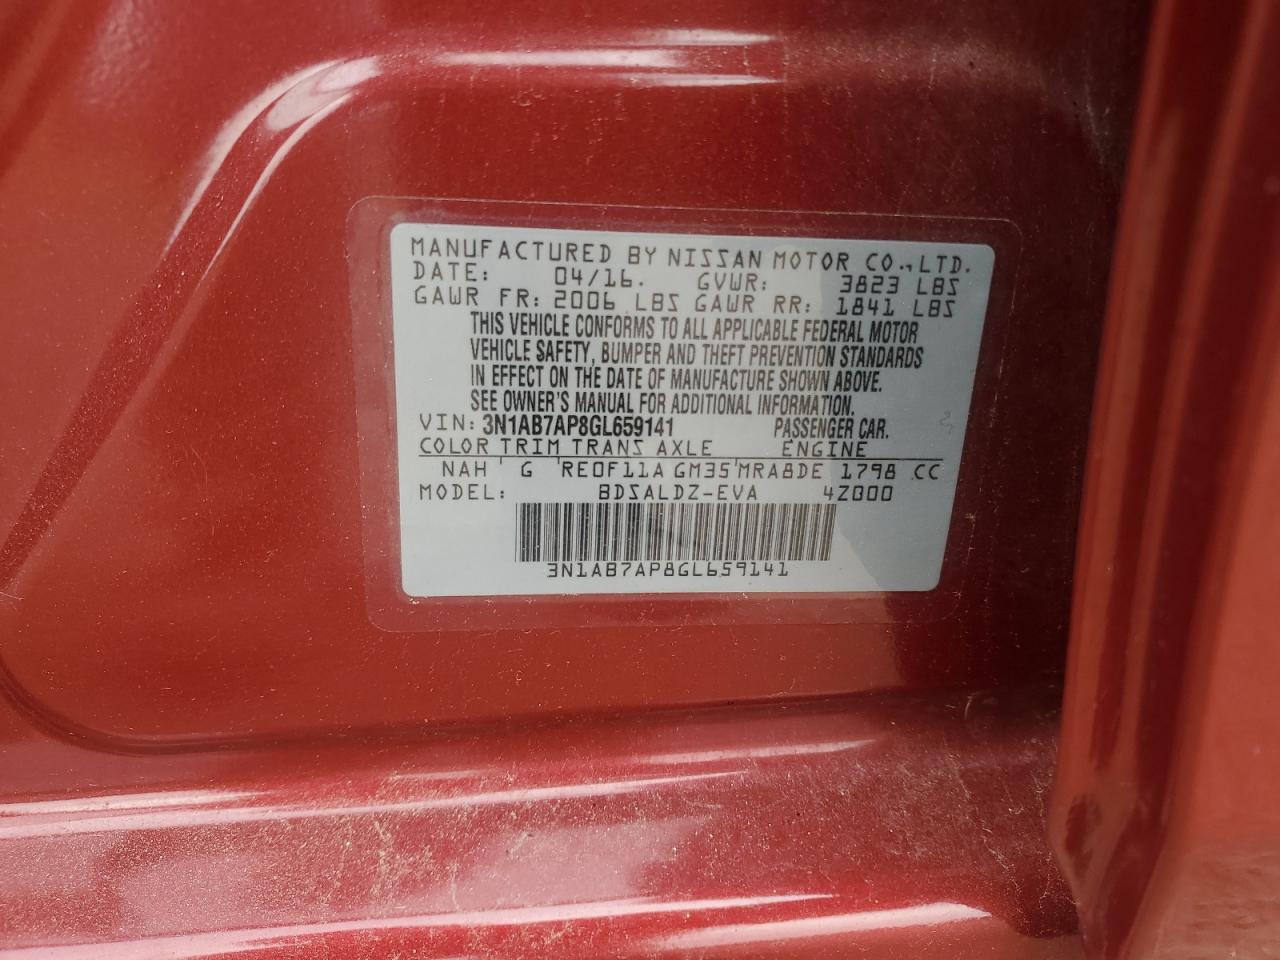 MANUFACTURED BY NISSAN MOTOR CO., LTD.
DATE: 04/16. GVWR: 3823 LBS
GAWR FR: 2006 LBS GAWR RR: 1841 LBS
THIS VEHICLE CONFORMS TO ALL APPLICABLE FEDERAL MOTOR
VEHICLE SAFETY, BUMPER AND THEFT PREVENTION STANDARDS
IN EFFECT ON THE DATE OF MANUFACTURE SHOWN ABOVE.
SEE OWNER'S MANUAL FOR ADDITIONAL INFORMATION.
VIN: 3N1AB7AP8GL659141 PASSENGER CAR.
COLOR TRIM TRANS AXLE ENGINE
NAH G RE0F11A GM35 MRA8DE 1798 CC
MODEL: BDSALDZ-EVA 4Z000
3N1AB7AP8GL659141